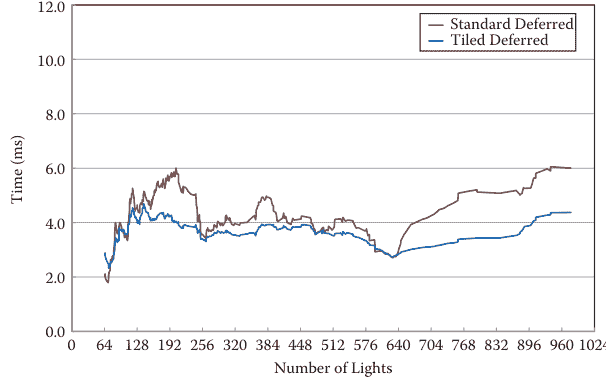 12.0
Standard Deferred
Tiled Deferred
10.0
8.0
Time (ms)
6.0
4.0
2.0
0.0
0 64 128 192 256 320 384 448 512 576 640 704 768 832 896 960 1024
Number of Lights